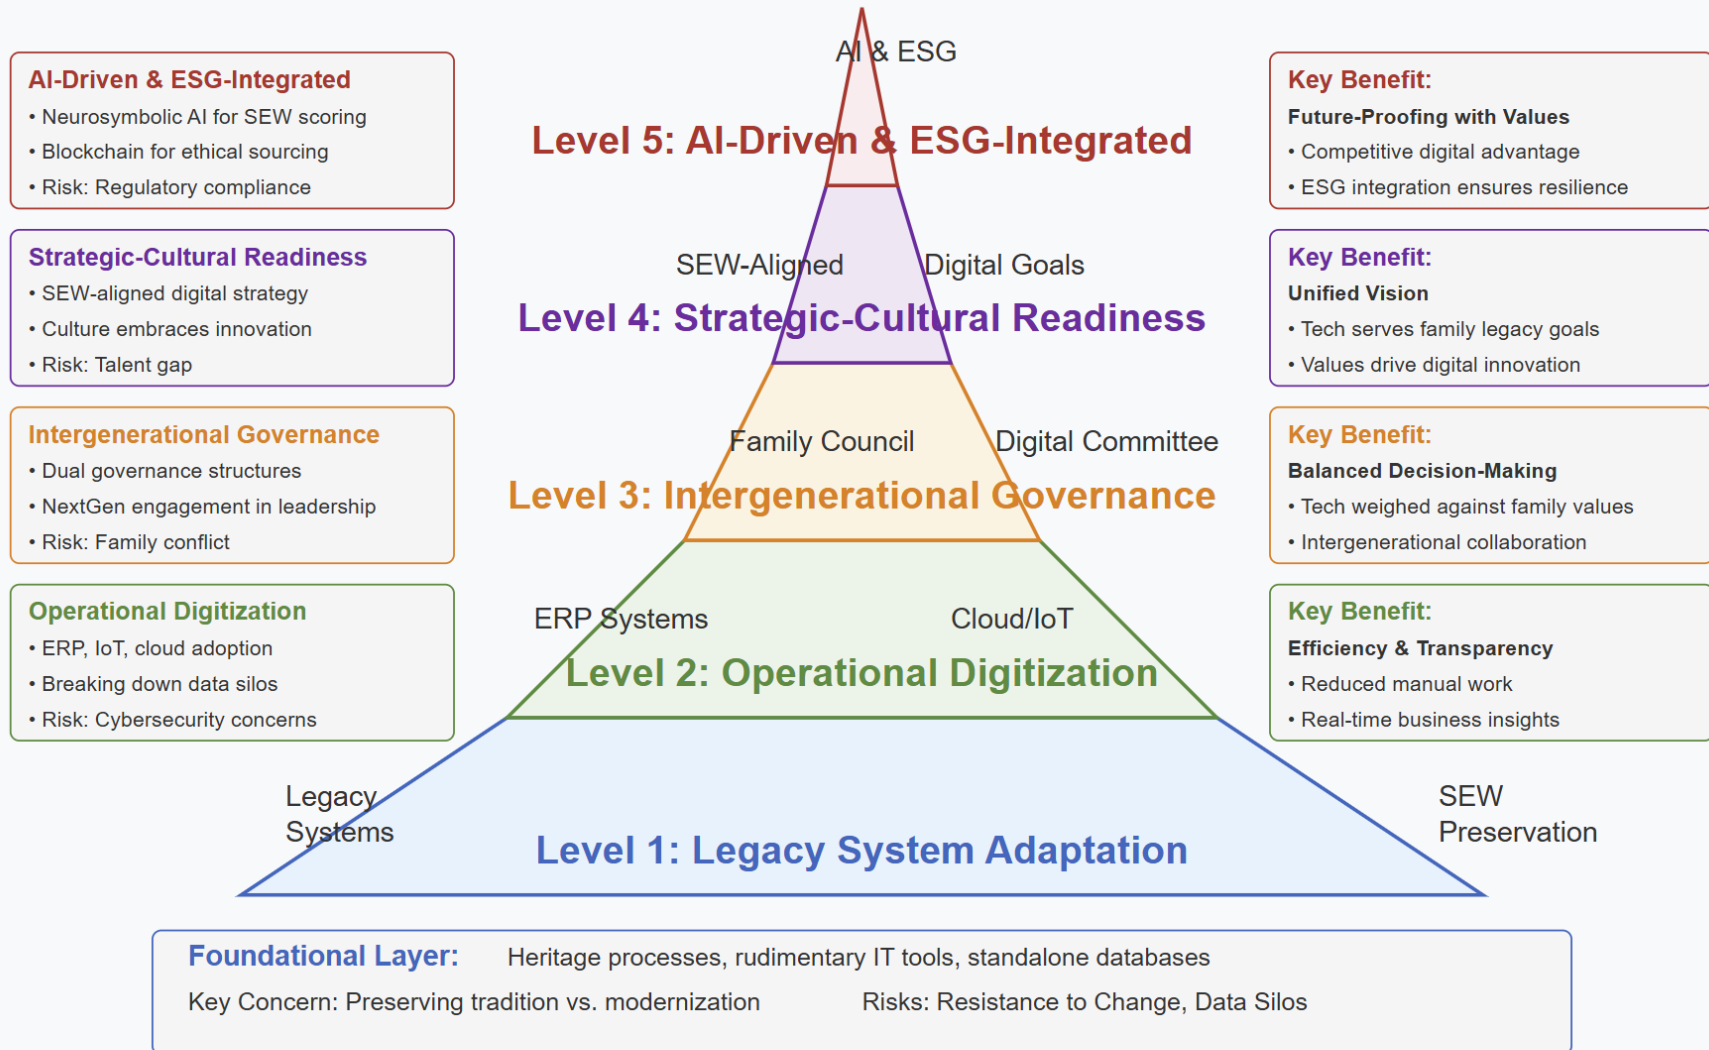 AI & ESG
AI-Driven & ESG-Integrated
• Neurosymbolic AI for SEW scoring
• Blockchain for ethical sourcing
• Risk: Regulatory compliance
Level 5: AI-Driven & ESG-Integrated
Key Benefit:
Future-Proofing with Values
• Competitive digital advantage
• ESG integration ensures resilience
Strategic-Cultural Readiness
• SEW-aligned digital strategy
• Culture embraces innovation
• Risk: Talent gap
SEW-Aligned
Digital Goals
Level 4: Strategic-Cultural Readiness
Key Benefit:
Unified Vision
• Tech serves family legacy goals
• Values drive digital innovation
Intergenerational Governance
• Dual governance structures
• NextGen engagement in leadership
• Risk: Family conflict
Family Council
Digital Committee
Level 3: Intergenerational Governance
Key Benefit:
Balanced Decision-Making
• Tech weighed against family values
• Intergenerational collaboration
Operational Digitization
• ERP, IoT, cloud adoption
• Breaking down data silos
• Risk: Cybersecurity concerns
ERP Systems
Cloud/IoT
Level 2: Operational Digitization
Key Benefit:
Efficiency & Transparency
• Reduced manual work
• Real-time business insights
Legacy
Systems
Level 1: Legacy System Adaptation
SEW
Preservation
Foundational Layer: Heritage processes, rudimentary IT tools, standalone databases
Key Concern: Preserving tradition vs. modernization Risks: Resistance to Change, Data Silos